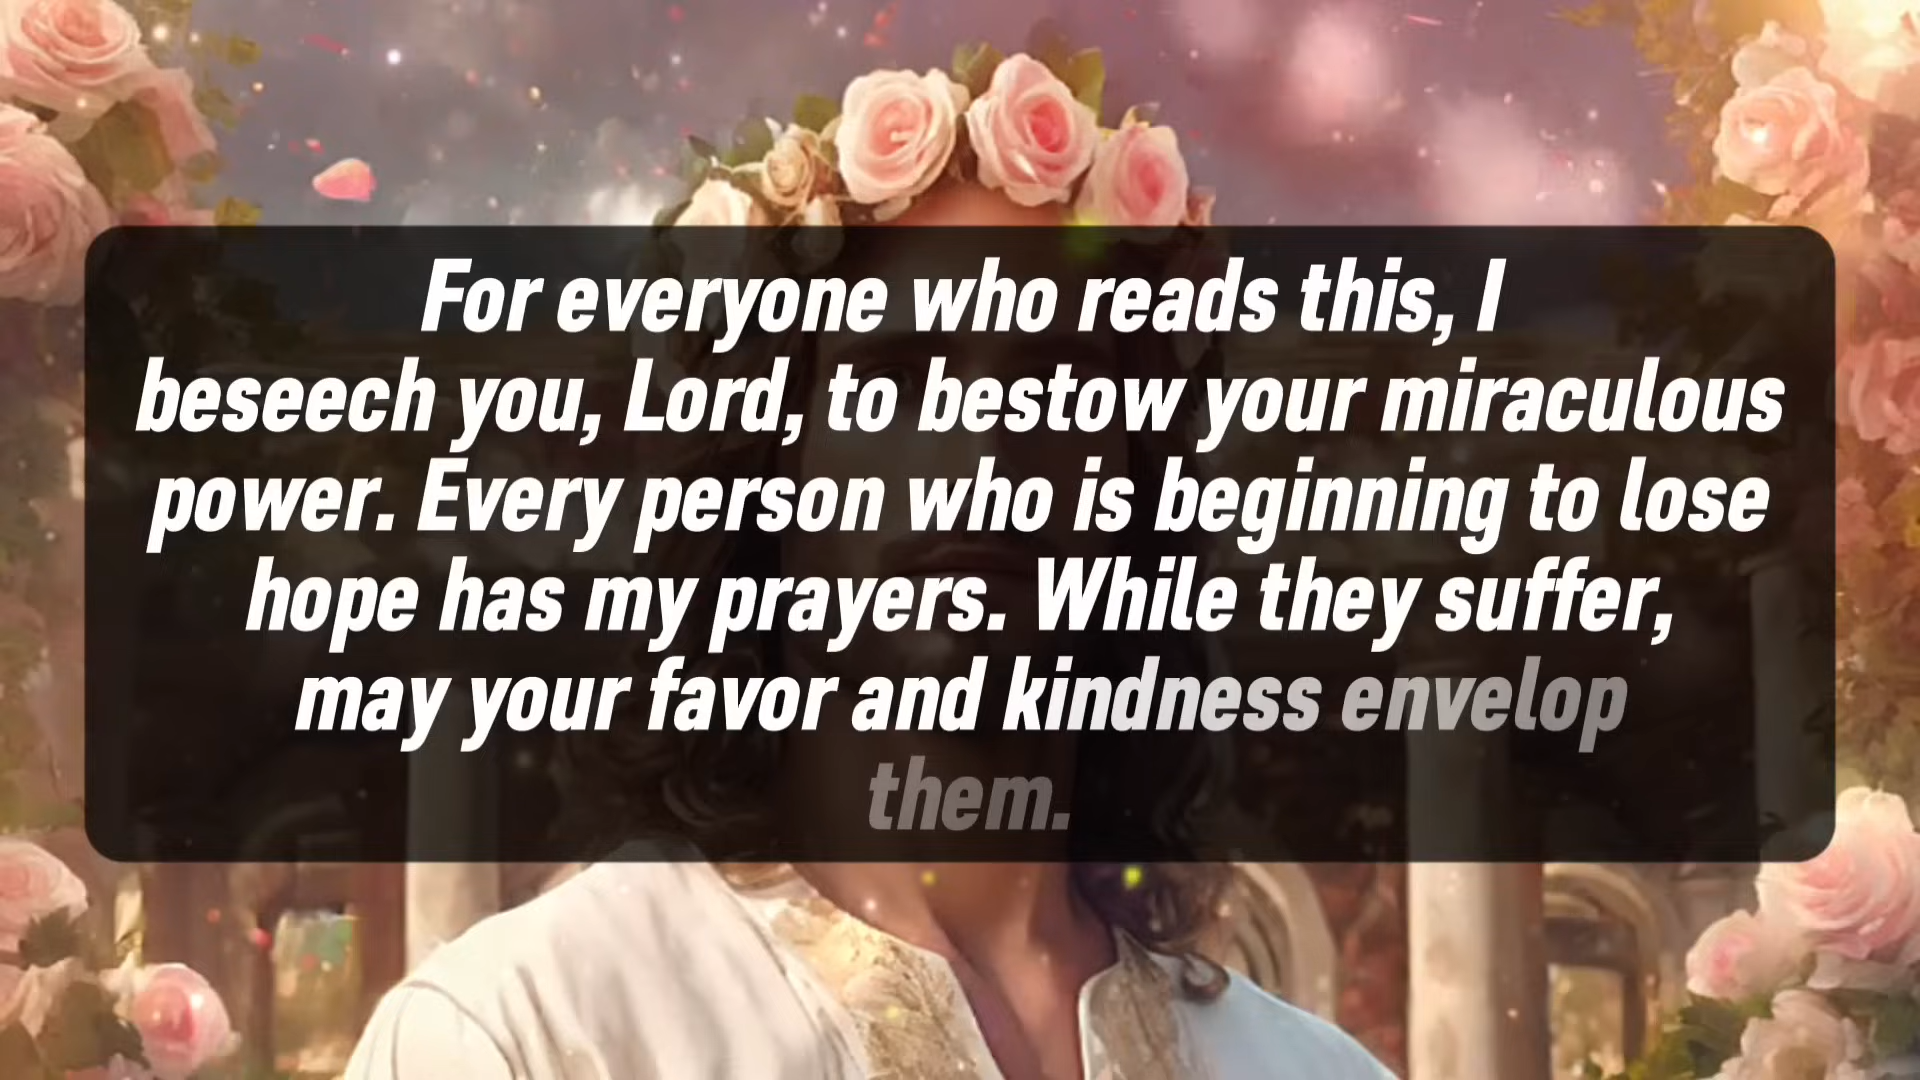 For everyone who reads this, I
beseech you, Lord, to bestow your miraculous
power. Every person who is beginning to lose
hope has my prayers. While they suffer,
may your favor and kindness envelop
them.